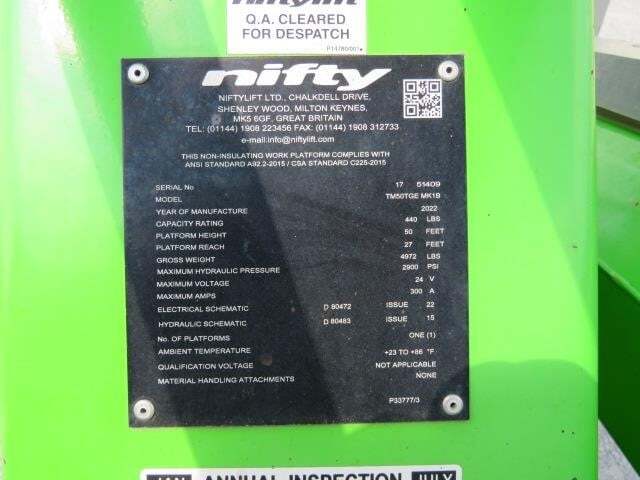 niftylift
Q.A. CLEARED
FOR DESPATCH
P14780/00
nifty
NIFTYLIFT LTD., CHALKDELL DRIVE,
SHENLEY WOOD, MILTON KEYNES,
MK5 6GF, GREAT BRITAIN
TEL: (01144) 1908 223456 FAX: (01144) 1908 312733
e-mail:info@niftylift.com
THIS NON-INSULATING WORK PLATFORM COMPLIES WITH
ANSI STANDARD A92.2-2015 / CSA STANDARD C225-2015
SERIAL No 17 51409
MODEL TM50TGE MK1B
YEAR OF MANUFACTURE 2022
CAPACITY RATING 440 LBS
PLATFORM HEIGHT 50 FEET
PLATFORM REACH 27 FEET
GROSS WEIGHT 4972 LBS
MAXIMUM HYDRAULIC PRESSURE 2900 PSI
MAXIMUM VOLTAGE 24 V
MAXIMUM AMPS 300 A
ELECTRICAL SCHEMATIC D 80472 ISSUE 22
HYDRAULIC SCHEMATIC D 80483 ISSUE 15
No. OF PLATFORMS ONE (1)
AMBIENT TEMPERATURE +23 TO +86 °F
QUALIFICATION VOLTAGE NOT APPLICABLE
MATERIAL HANDLING ATTACHMENTS NONE
P33777/3
JAN ANNUAL INSPECTION JULY